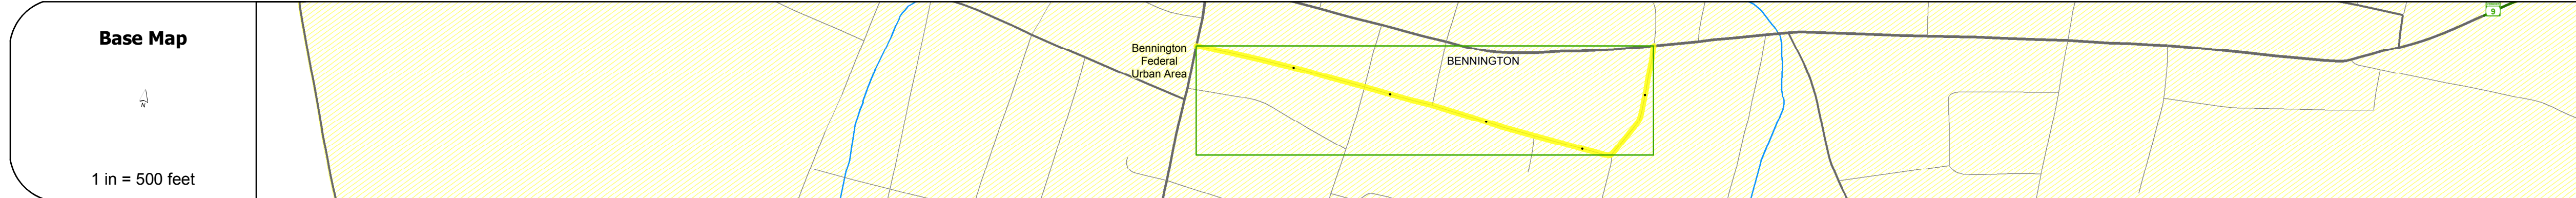 Base Map
N
1 in = 500 feet
Bennington
Federal
Urban Area
BENNINGTON
9